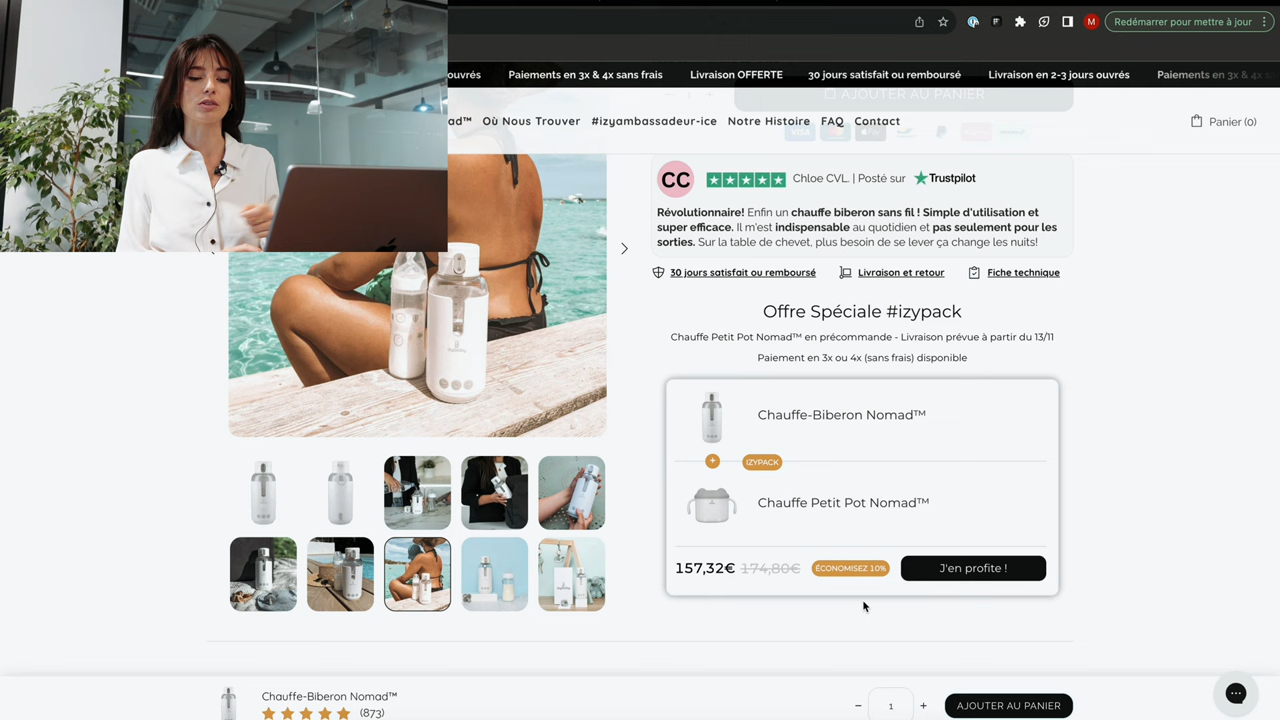 Redémarrer pour mettre à jour
M
ouvrés
Paiements en 3x & 4x sans frais
Livraison OFFERTE
30 jours satisfait ou remboursé
Livraison en 2-3 jours ouvrés
Paiements en 3x & 4x
AJOUTER AU PANIER
ad™
Où Nous Trouver
#izyambassadeur-ice
Notre Histoire
FAQ
Contact
Panier (0)
VISA
CC
Chloe CVL. | Posté sur
Trustpilot
Révolutionnaire! Enfin un chauffe biberon sans fil ! Simple d'utilisation et
super efficace. Il m'est indispensable au quotidien et pas seulement pour les
sorties. Sur la table de chevet, plus besoin de se lever ça change les nuits!
30 jours satisfait ou remboursé
Livraison et retour
Fiche technique
Offre Spéciale #izypack
Chauffe Petit Pot Nomad™ en précommande - Livraison prévue à partir du 13/11
Paiement en 3x ou 4x (sans frais) disponible
Chauffe-Biberon Nomad™
+
IZYPACK
Chauffe Petit Pot Nomad™
157,32€ 174,80€
ÉCONOMISEZ 10%
J'en profite !
Chauffe-Biberon Nomad™
(873)
− 1 +
AJOUTER AU PANIER